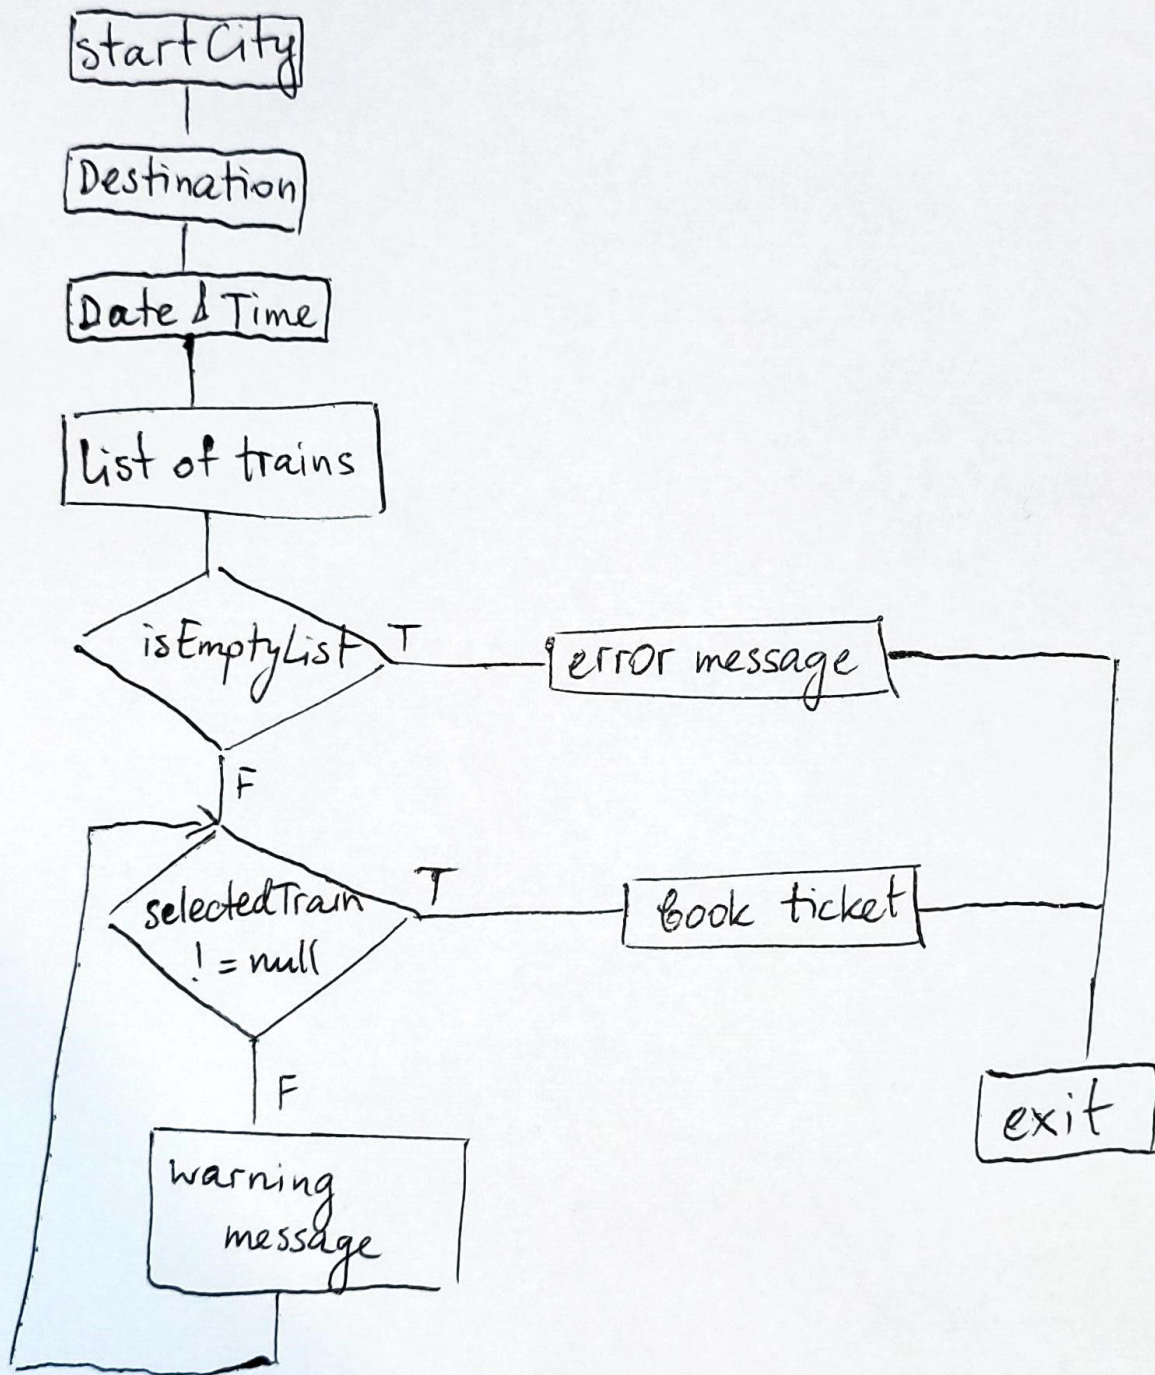 startCity
Destination
Date & Time
List of trains
isEmptyList
T
error message
F
selectedTrain
! = null
T
book ticket
F
exit
warning
message